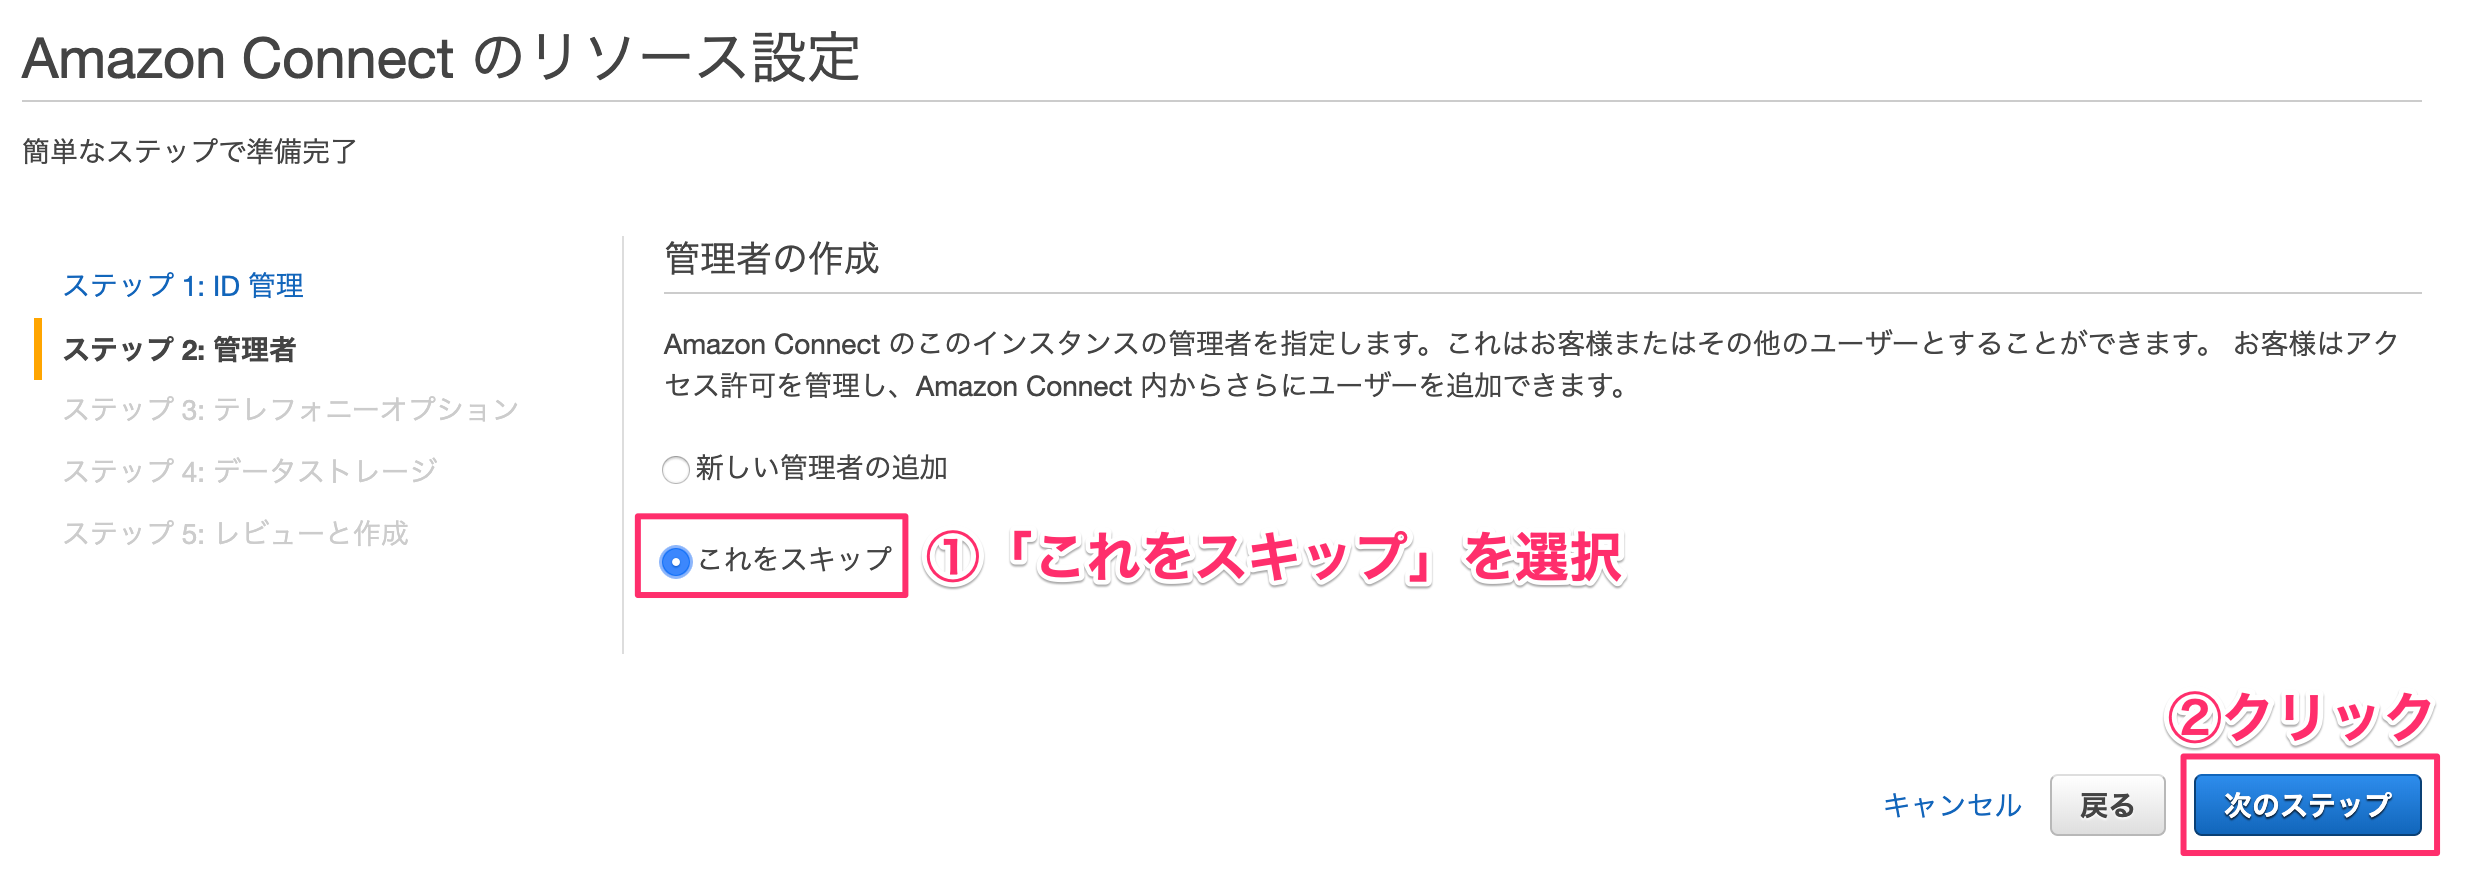 Amazon Connect のリソース設定
簡単なステップで準備完了
ステップ 1: ID 管理
ステップ 2: 管理者
ステップ 3: テレフォニーオプション
ステップ 4: データストレージ
ステップ 5: レビューと作成
管理者の作成
Amazon Connect のこのインスタンスの管理者を指定します。これはお客様またはその他のユーザーとすることができます。 お客様はアク
セス許可を管理し、Amazon Connect 内からさらにユーザーを追加できます。
新しい管理者の追加
これをスキップ
①「これをスキップ」を選択
②クリック
キャンセル
戻る
次のステップ